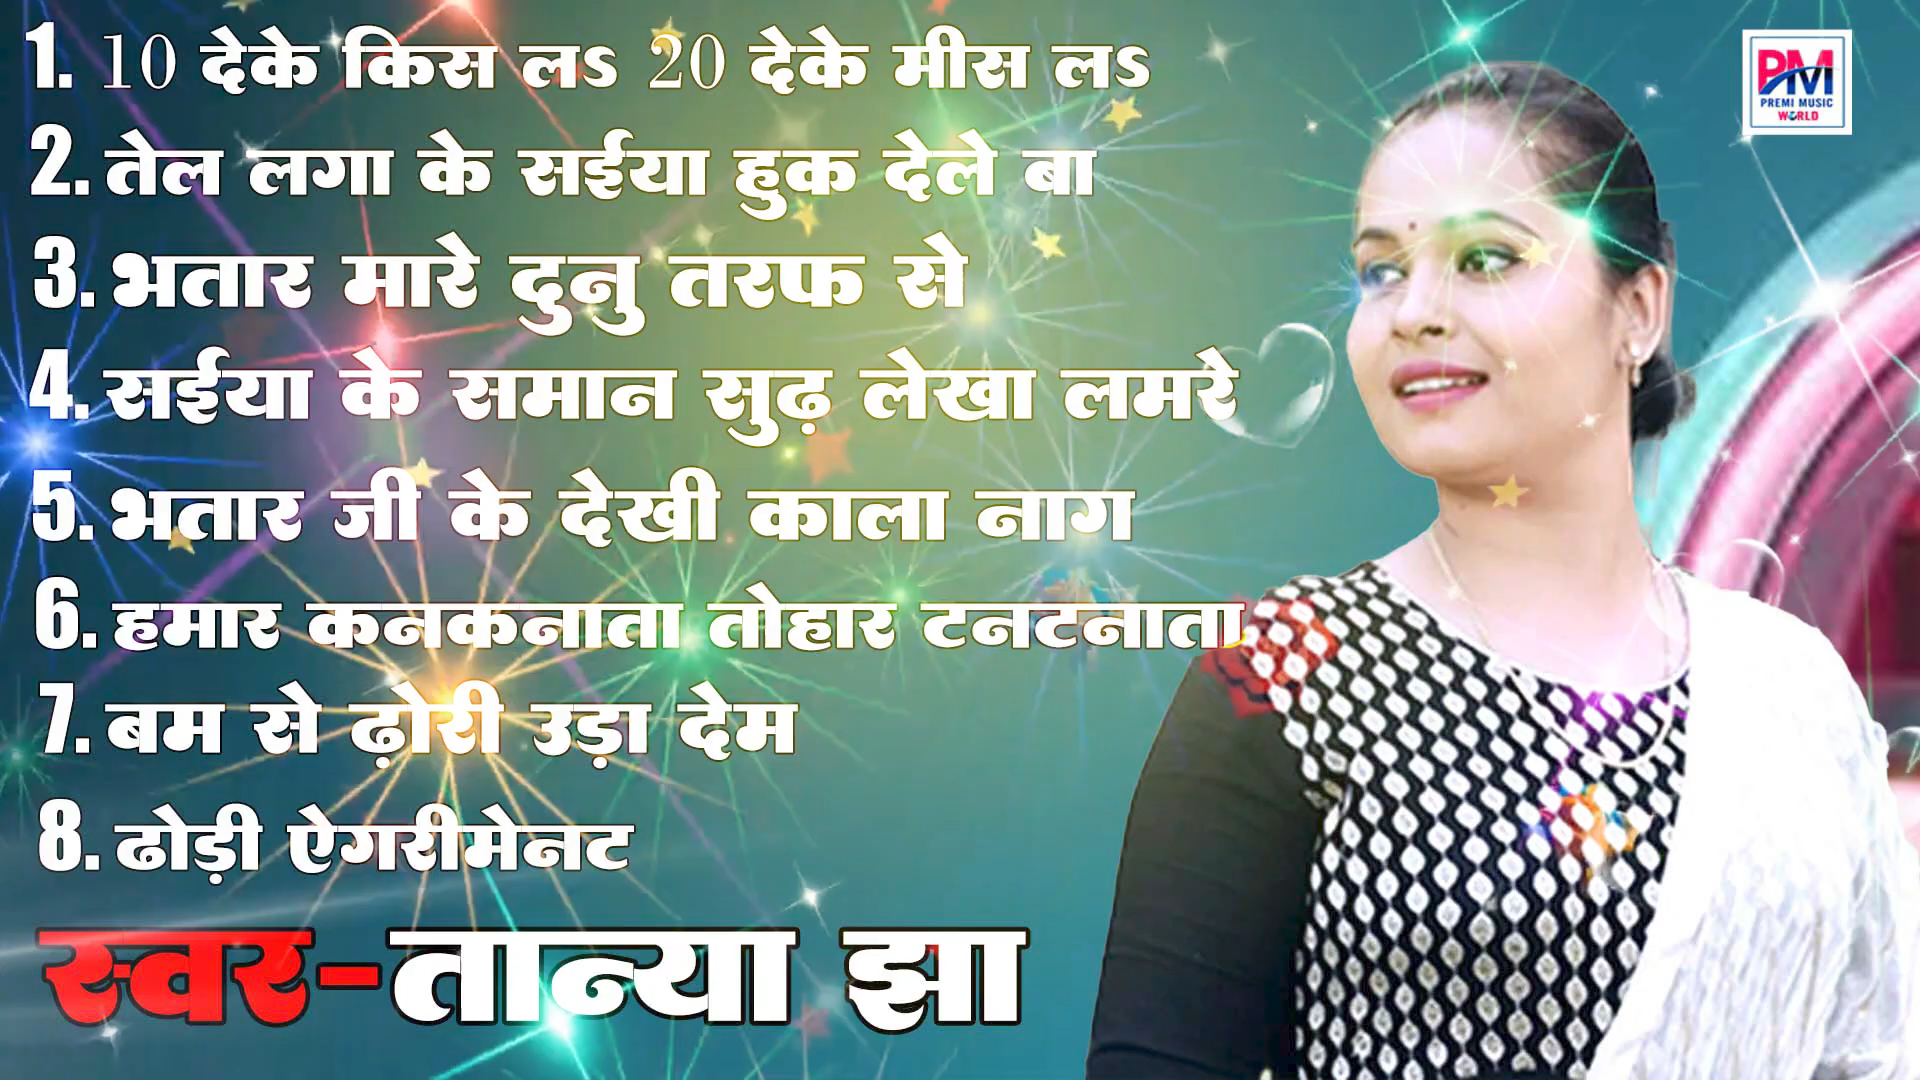 1. 10 देके किस लऽ 20 देके मीस लऽ
2. तेल लगा के सईया हुक देले बा
3. भतार मारे दुनु तरफ से
4. सईया के समान सुढ़ लेखा लमरे
5. भतार जी के देखी काला नाग
6. हमार कनकनाता तोहार टनटनाता
7. बम से ढ़ोरी उड़ा देम
8. ढोड़ी ऐगरीमेनट
स्वर-तान्या झा
PM
PREMI MUSIC
WORLD